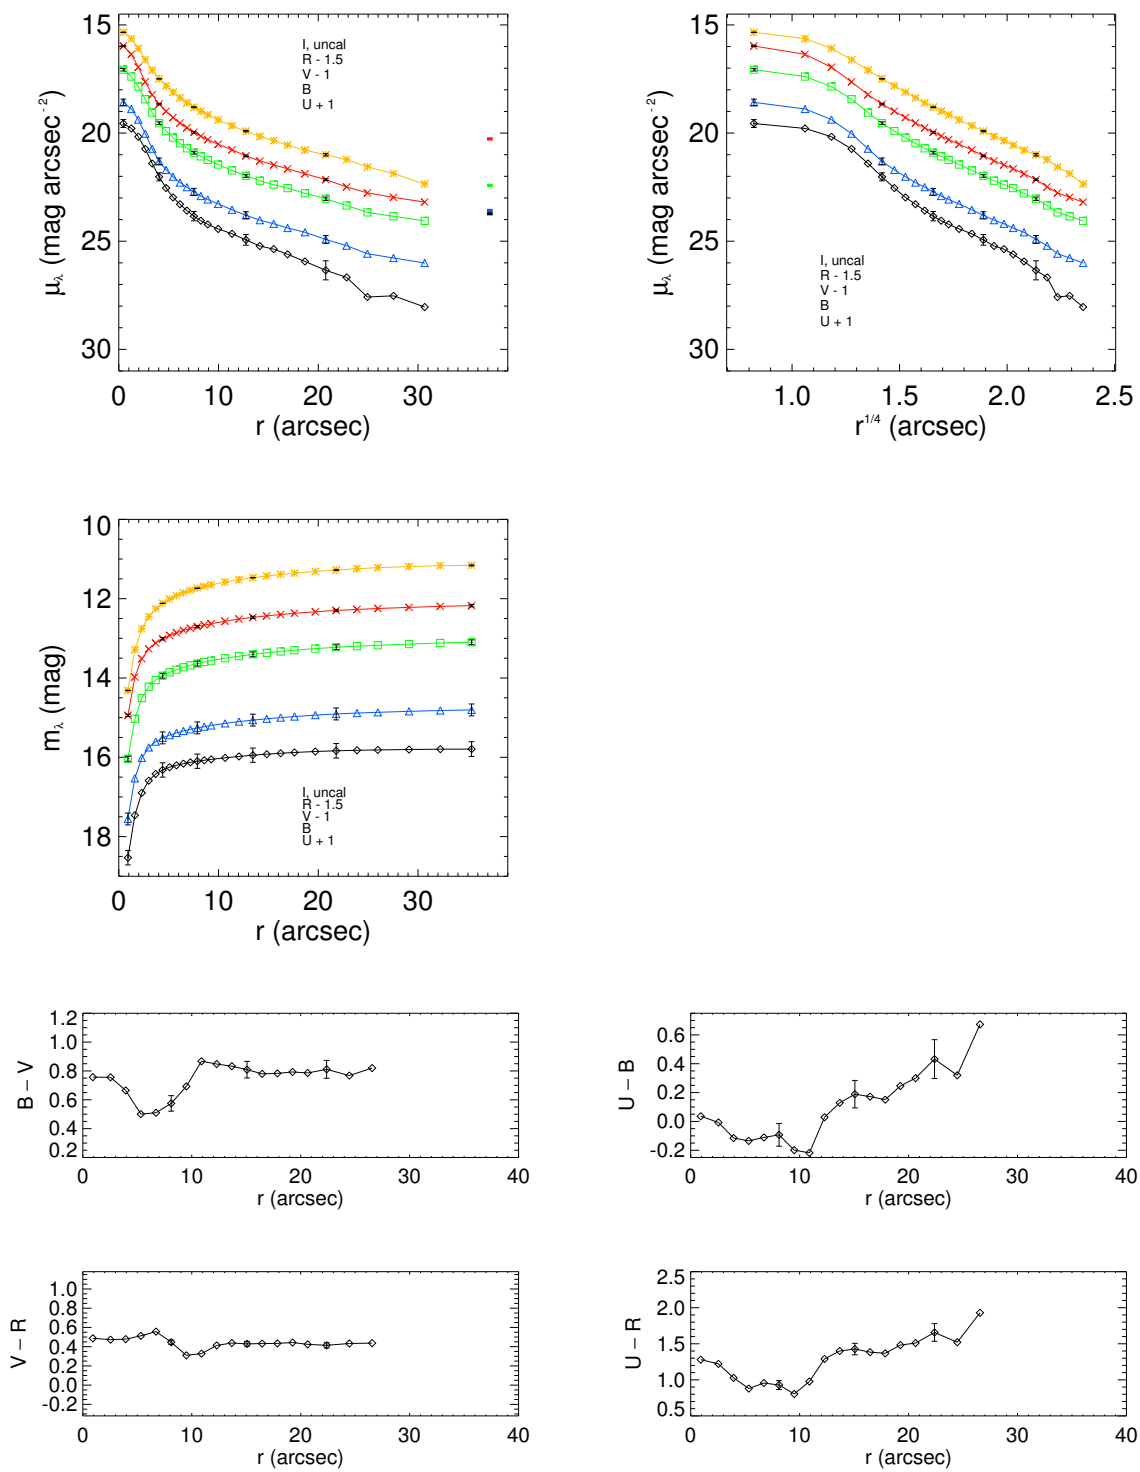 15
20
25
30
μλ (mag arcsec-2)
I, uncal
R - 1.5
V - 1
B
U + 1
0 10 20 30
r (arcsec)
15
20
25
30
μλ (mag arcsec-2)
I, uncal
R - 1.5
V - 1
B
U + 1
1.0 1.5 2.0 2.5
r1/4 (arcsec)
10
12
14
16
18
mλ (mag)
I, uncal
R - 1.5
V - 1
B
U + 1
0 10 20 30
r (arcsec)
1.2
1.0
0.8
0.6
0.4
0.2
B – V
0 10 20 30 40
r (arcsec)
0.6
0.4
0.2
0.0
-0.2
U – B
0 10 20 30 40
r (arcsec)
1.0
0.8
0.6
0.4
0.2
0.0
-0.2
V – R
0 10 20 30 40
r (arcsec)
2.5
2.0
1.5
1.0
0.5
U – R
0 10 20 30 40
r (arcsec)